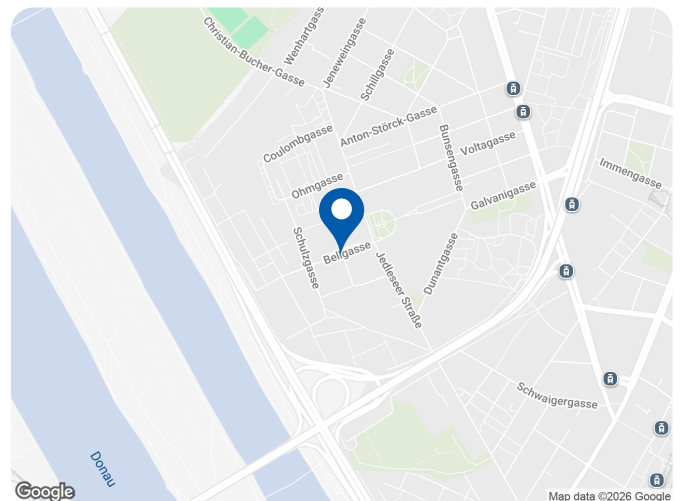 Christian-Bucher-Gasse
Wenhartgasse
Jeneweingasse
Schillgasse
Anton-Störck-Gasse
Coulombgasse
Bunsengasse
Voltagasse
Immengasse
Ohmgasse
Galvanigasse
Schulzgasse
Bellgasse
Jedleseer Straße
Dunantgasse
Schwaigergasse
Donau
Google
Map data ©2026 Google